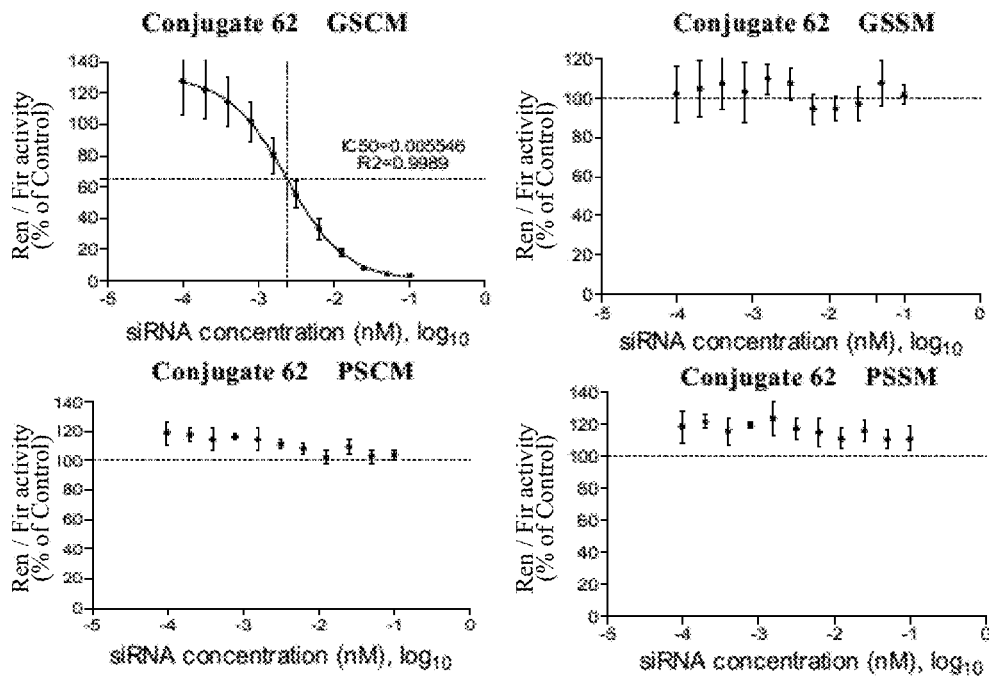 Conjugate 62 GSCM
Ren / Fir activity
(% of Control)
140
120
100
80
60
40
20
0
IC50=0.005546
R2=0.9989
-5 -4 -3 -2 -1 0
siRNA concentration (nM), log10
Conjugate 62 GSSM
Ren / Fir activity
(% of Control)
120
100
80
60
40
20
0
-5 -4 -3 -2 -1 0
siRNA concentration (nM), log10
Conjugate 62 PSCM
Ren / Fir activity
(% of Control)
140
120
100
80
60
40
20
0
-5 -4 -3 -2 -1 0
siRNA concentration (nM), log10
Conjugate 62 PSSM
Ren / Fir activity
(% of Control)
140
120
100
80
60
40
20
0
-5 -4 -3 -2 -1 0
siRNA concentration (nM), log10